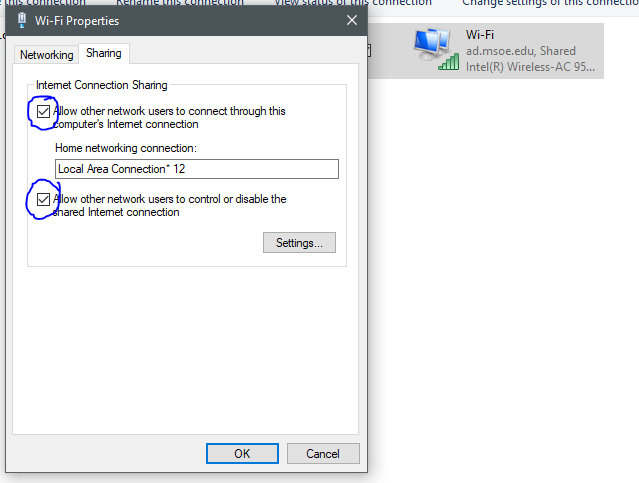 this connection Rename this connection View status of this connection Change settings of this connection
Wi-Fi Properties
Networking Sharing
Wi-Fi
ad.msoe.edu, Shared
Intel(R) Wireless-AC 95...
Internet Connection Sharing
Allow other network users to connect through this
computer's Internet connection
Home networking connection:
Local Area Connection* 12
Allow other network users to control or disable the
shared Internet connection
Settings...
OK Cancel